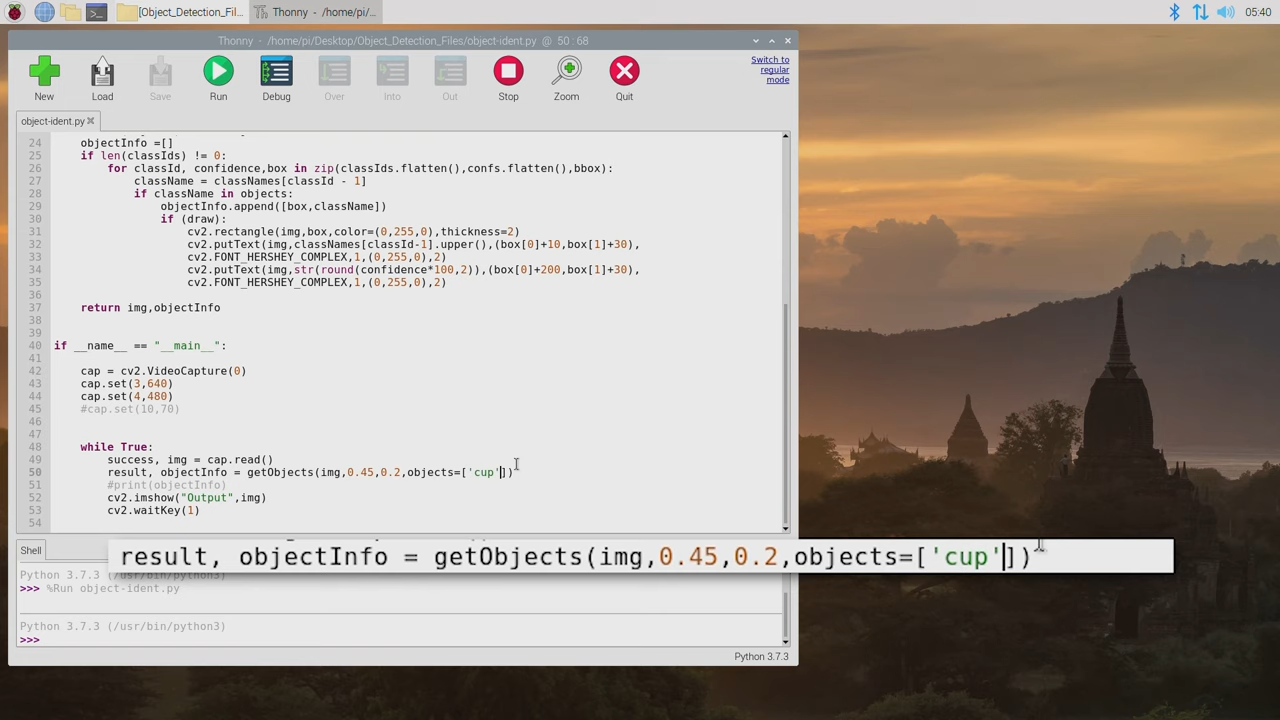 [Object_Detection_Fil...
Thonny - /home/pi/...
05:40
Thonny - /home/pi/Desktop/Object_Detection_Files/object-ident.py @ 50 : 68
New
Load
Save
Run
Debug
Over
Into
Out
Stop
Zoom
Quit
Switch to
regular
mode
object-ident.py
24 objectInfo =[]
25 if len(classIds) != 0:
26 for classId, confidence,box in zip(classIds.flatten(),confs.flatten(),bbox):
27 className = classNames[classId - 1]
28 if className in objects:
29 objectInfo.append([box,className])
30 if (draw):
31 cv2.rectangle(img,box,color=(0,255,0),thickness=2)
32 cv2.putText(img,classNames[classId-1].upper(),(box[0]+10,box[1]+30),
33 cv2.FONT_HERSHEY_COMPLEX,1,(0,255,0),2)
34 cv2.putText(img,str(round(confidence*100,2)),(box[0]+200,box[1]+30),
35 cv2.FONT_HERSHEY_COMPLEX,1,(0,255,0),2)
36
37 return img,objectInfo
38
39
40 if __name__ == "__main__":
41
42 cap = cv2.VideoCapture(0)
43 cap.set(3,640)
44 cap.set(4,480)
45 #cap.set(10,70)
46
47
48 while True:
49 success, img = cap.read()
50 result, objectInfo = getObjects(img,0.45,0.2,objects=['cup'])
51 #print(objectInfo)
52 cv2.imshow("Output",img)
53 cv2.waitKey(1)
54
Shell
result, objectInfo = getObjects(img,0.45,0.2,objects=['cup'])
Python 3.7.3 (/usr/bin/python3)
>>> %Run object-ident.py
Python 3.7.3 (/usr/bin/python3)
>>>
Python 3.7.3